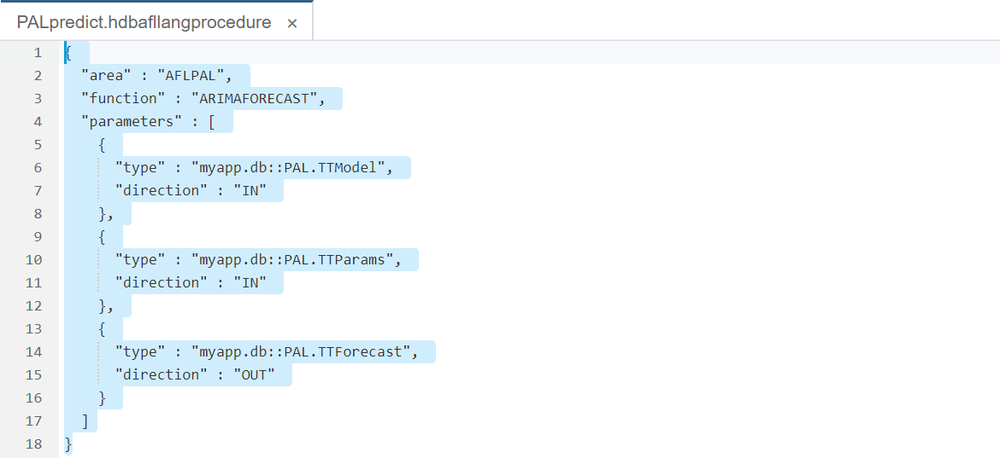 PALpredict.hdbafllangprocedure ×
1 {
2   "area" : "AFLPAL",
3   "function" : "ARIMAFORECAST",
4   "parameters" : [
5     {
6       "type" : "myapp.db::PAL.TTModel",
7       "direction" : "IN"
8     },
9     {
10       "type" : "myapp.db::PAL.TTParams",
11       "direction" : "IN"
12     },
13     {
14       "type" : "myapp.db::PAL.TTForecast",
15       "direction" : "OUT"
16     }
17   ]
18 }